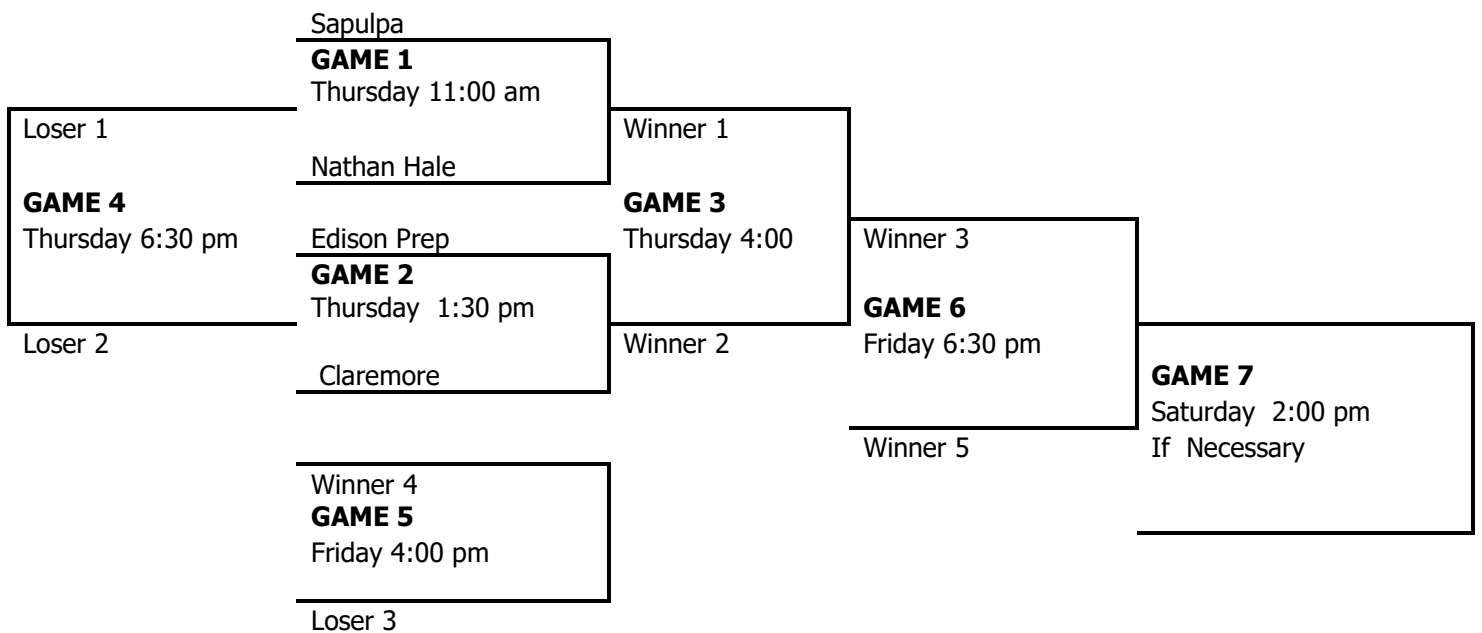 Sapulpa
GAME 1
Thursday 11:00 am
Loser 1
Winner 1
Nathan Hale
GAME 4
GAME 3
Thursday 6:30 pm
Edison Prep
Thursday 4:00
Winner 3
GAME 2
Thursday 1:30 pm
GAME 6
Loser 2
Winner 2
Friday 6:30 pm
Claremore
GAME 7
Saturday 2:00 pm
Winner 5
If Necessary
Winner 4
GAME 5
Friday 4:00 pm
Loser 3